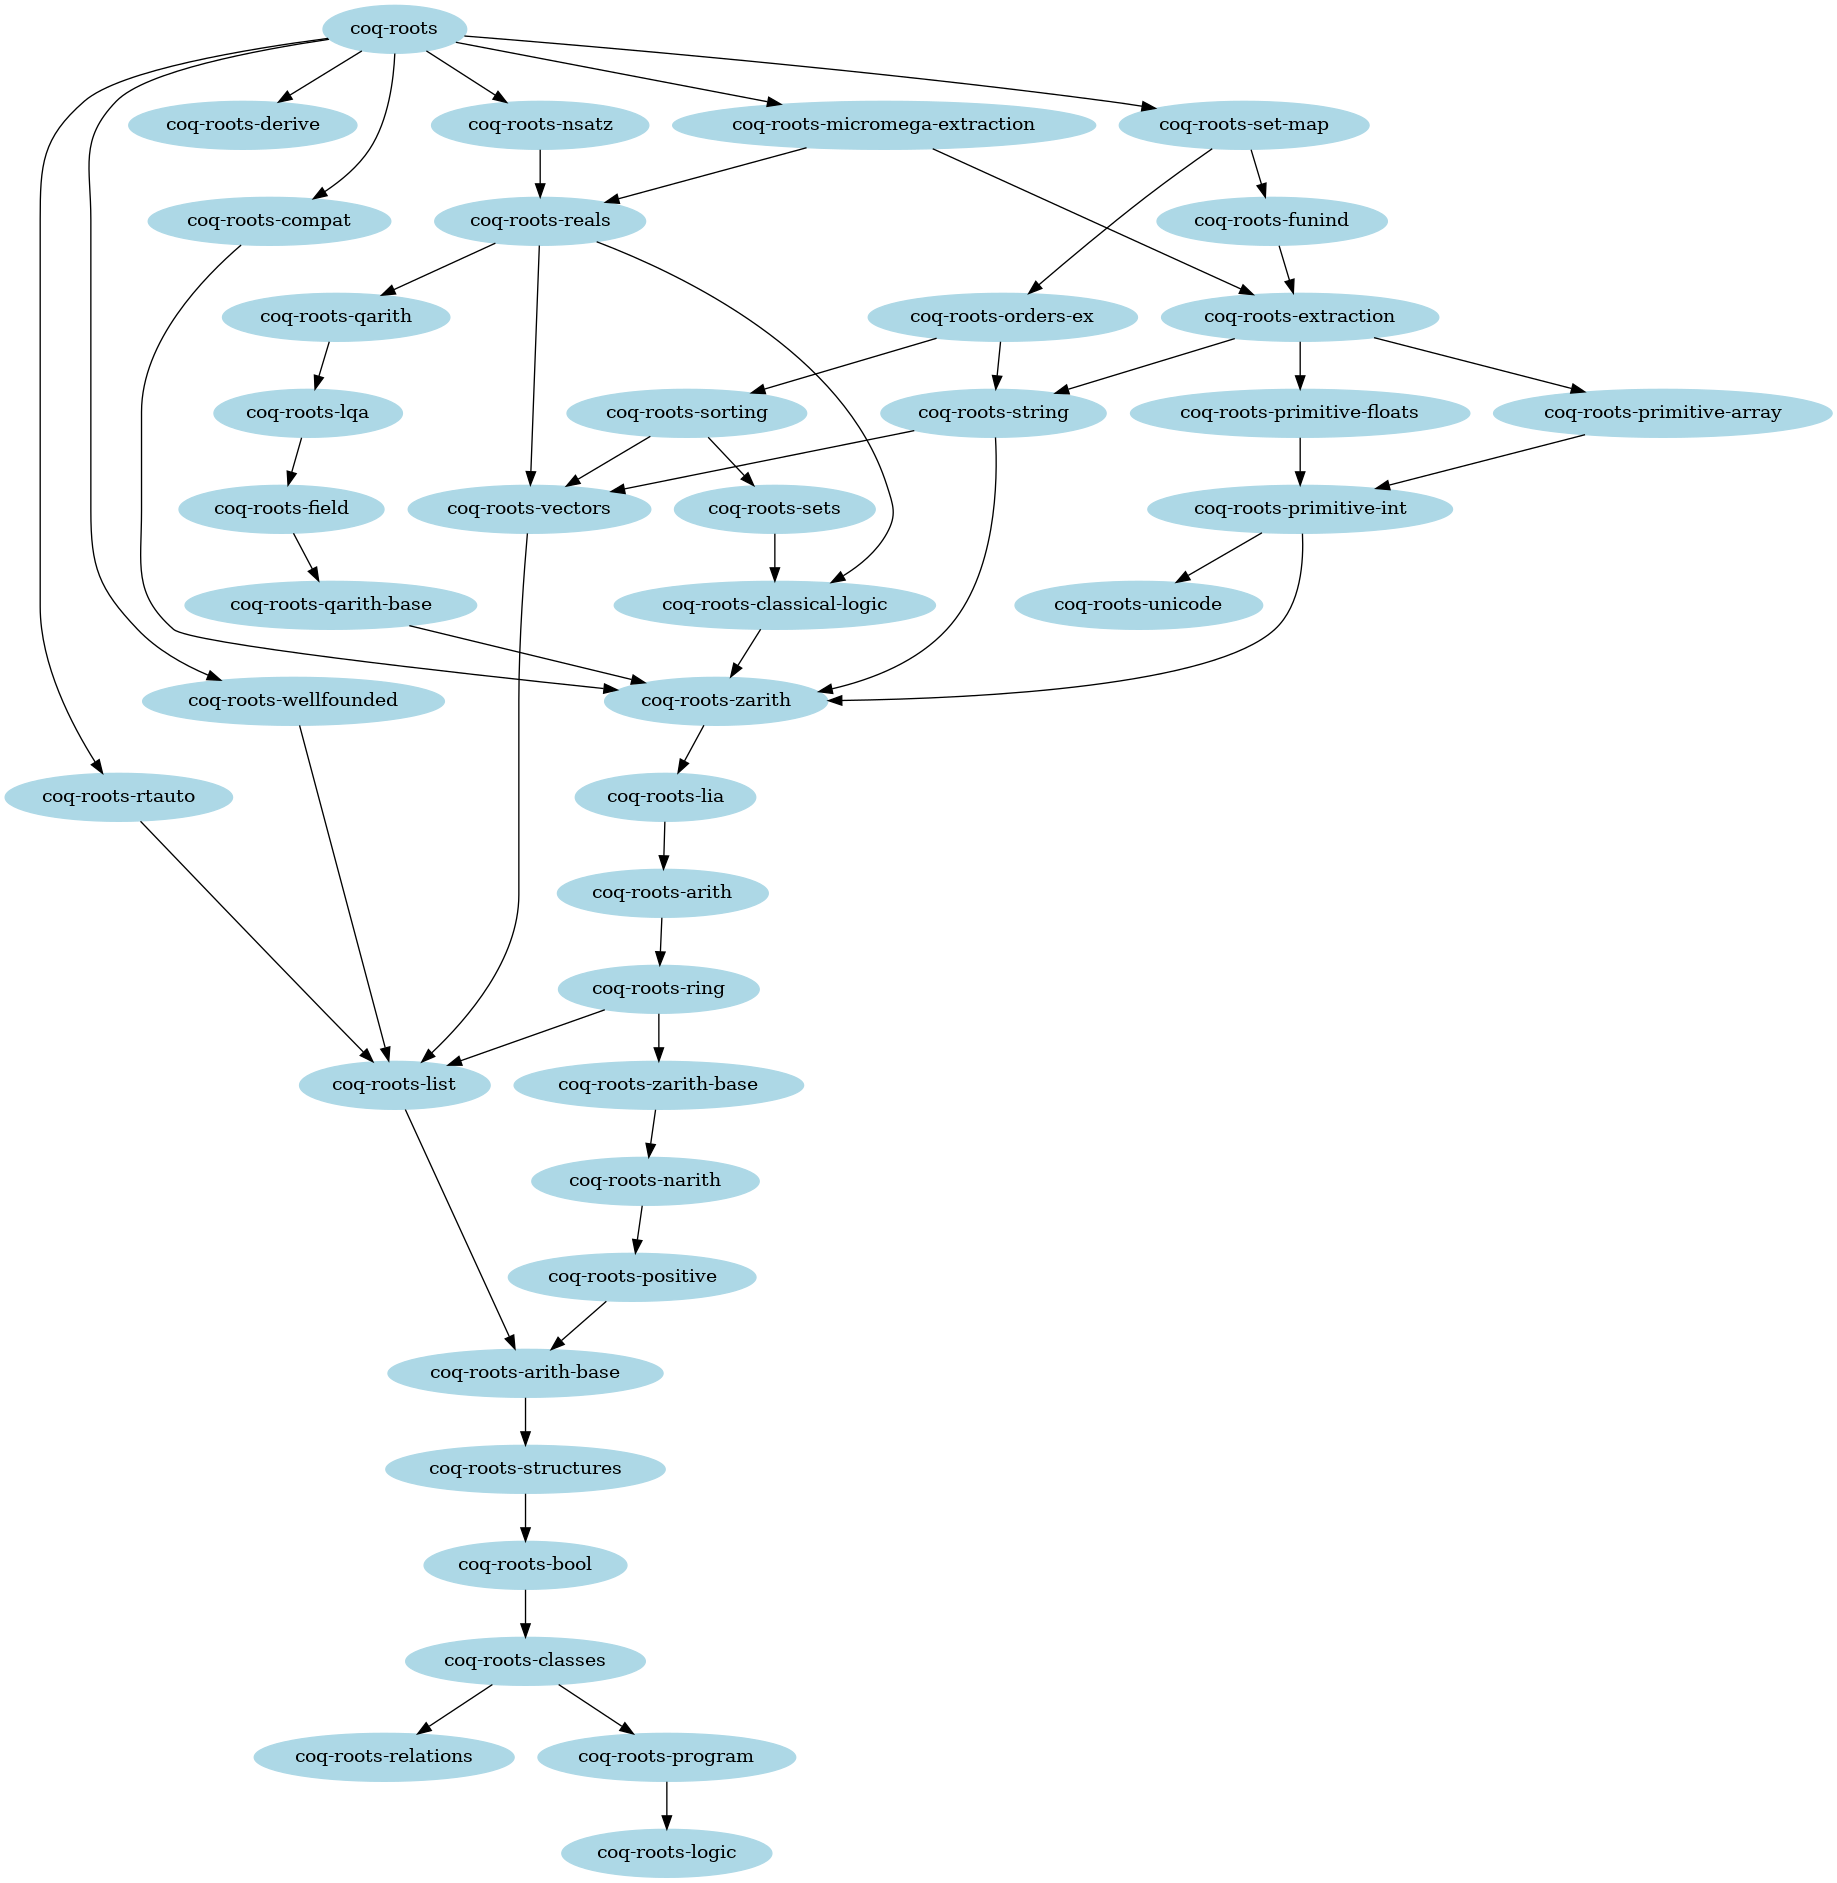 coq-roots
coq-roots-derive
coq-roots-nsatz
coq-roots-micromega-extraction
coq-roots-set-map
coq-roots-compat
coq-roots-reals
coq-roots-funind
coq-roots-qarith
coq-roots-orders-ex
coq-roots-extraction
coq-roots-lqa
coq-roots-sorting
coq-roots-string
coq-roots-primitive-floats
coq-roots-primitive-array
coq-roots-field
coq-roots-vectors
coq-roots-sets
coq-roots-primitive-int
coq-roots-qarith-base
coq-roots-classical-logic
coq-roots-unicode
coq-roots-wellfounded
coq-roots-zarith
coq-roots-rtauto
coq-roots-lia
coq-roots-arith
coq-roots-ring
coq-roots-list
coq-roots-zarith-base
coq-roots-narith
coq-roots-positive
coq-roots-arith-base
coq-roots-structures
coq-roots-bool
coq-roots-classes
coq-roots-relations
coq-roots-program
coq-roots-logic